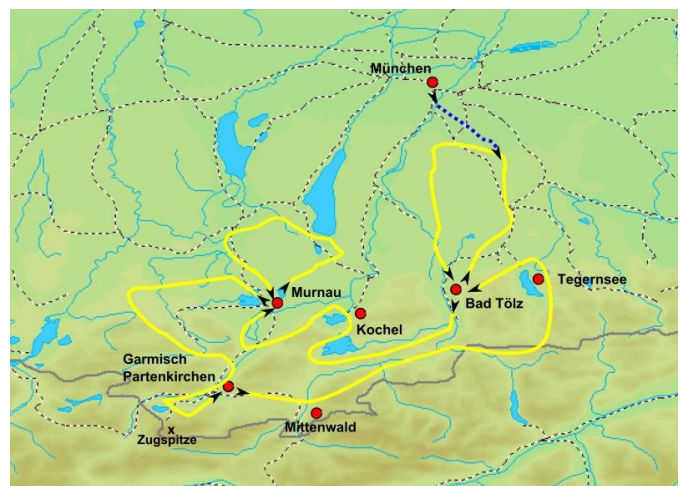 München
Tegernsee
Murnau
Bad Tölz
Kochel
Garmisch
Partenkirchen
Mittenwald
x
Zugspitze